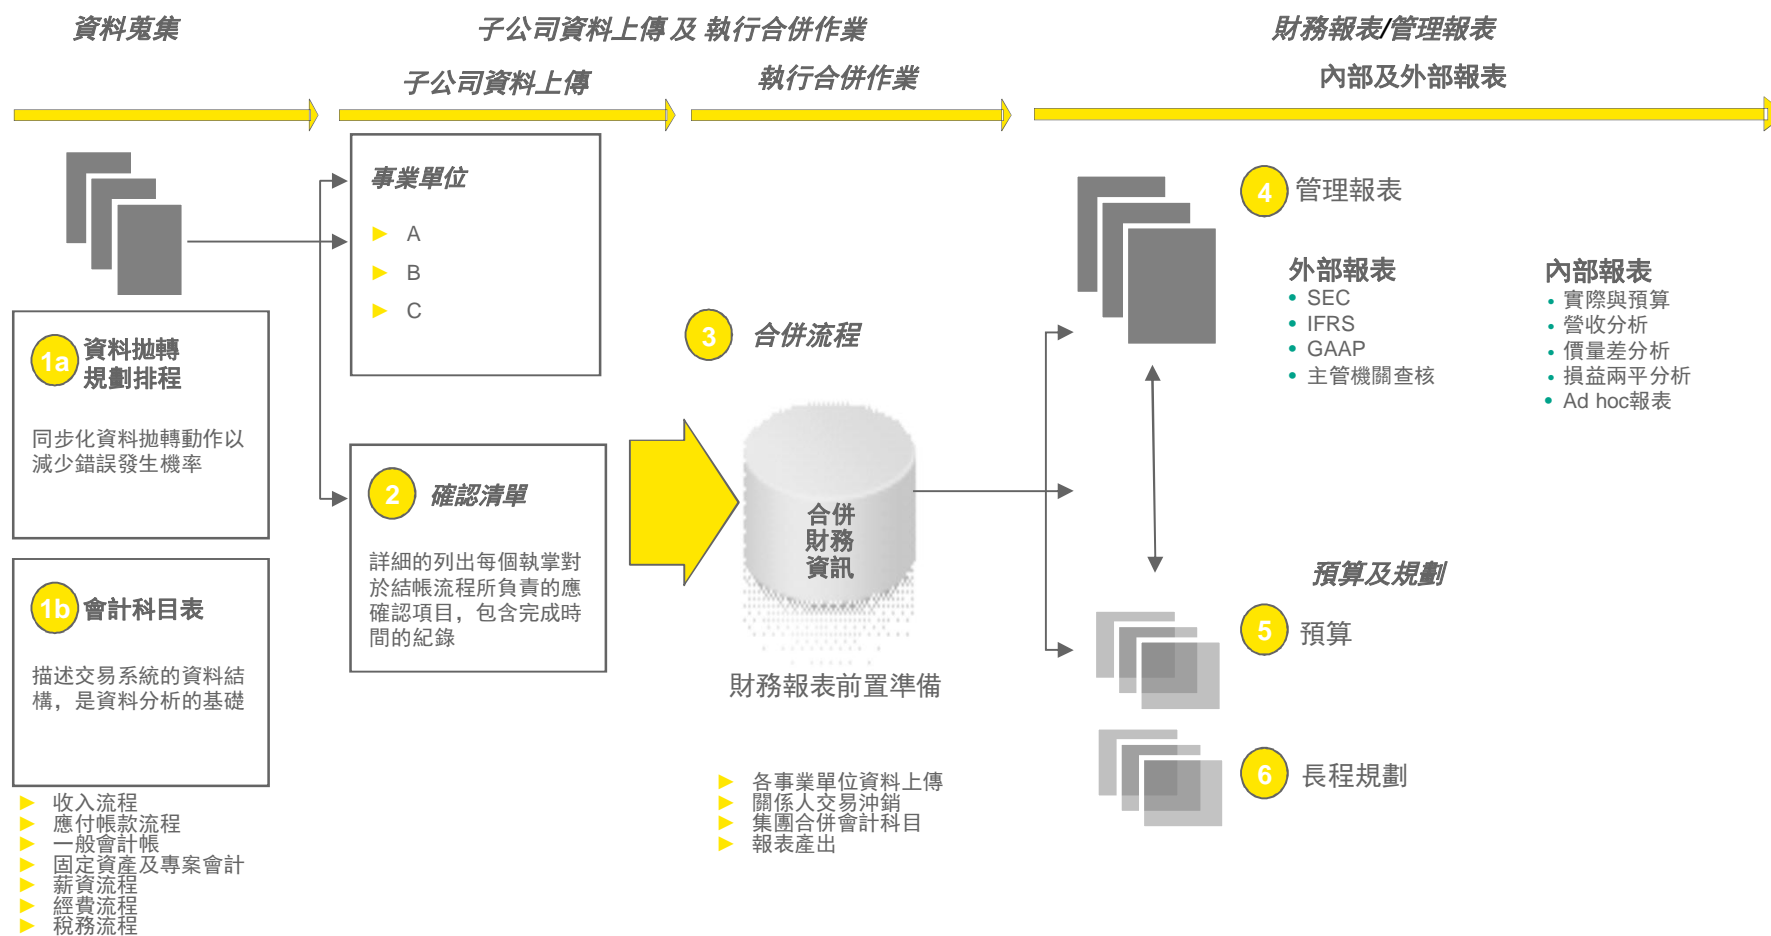 資料蒐集
子公司資料上傳 及 執行合併作業
財務報表/管理報表
子公司資料上傳
執行合併作業
內部及外部報表
1a
資料拋轉
規劃排程
同步化資料拋轉動作以
減少錯誤發生機率
1b
會計科目表
描述交易系統的資料結
構，是資料分析的基礎
收入流程
應付帳款流程
一般會計帳
固定資產及專案會計
薪資流程
經費流程
稅務流程
事業單位
A
B
C
2
確認清單
詳細的列出每個執掌對
於結帳流程所負責的應
確認項目，包含完成時
間的紀錄
3
合併流程
合併
財務
資訊
財務報表前置準備
各事業單位資料上傳
關係人交易沖銷
集團合併會計科目
報表產出
4
管理報表
外部報表
SEC
IFRS
GAAP
主管機關查核
內部報表
實際與預算
營收分析
價量差分析
損益兩平分析
Ad hoc報表
預算及規劃
5
預算
6
長程規劃